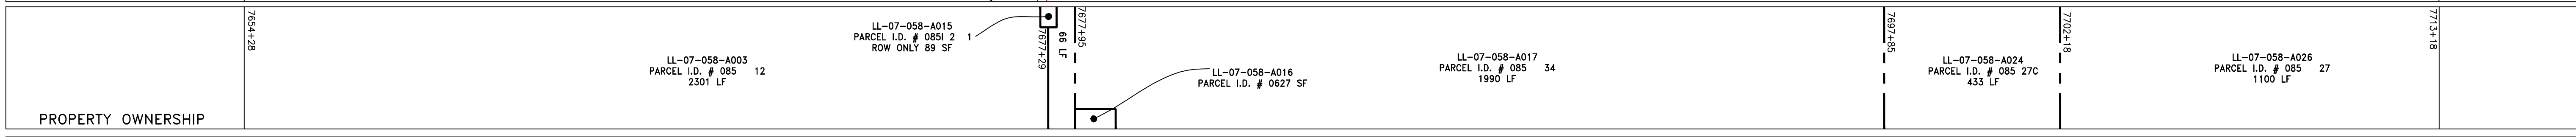 PROPERTY OWNERSHIP
7654+28
LL-07-058-A003
PARCEL I.D. # 085 12
2301 LF
LL-07-058-A015
PARCEL I.D. # 085I 2 1
ROW ONLY 89 SF
7677+29
66 LF
7677+95
LL-07-058-A016
PARCEL I.D. # 0627 SF
LL-07-058-A017
PARCEL I.D. # 085 34
1990 LF
7697+85
LL-07-058-A024
PARCEL I.D. # 085 27C
433 LF
7702+18
LL-07-058-A026
PARCEL I.D. # 085 27
1100 LF
7713+18